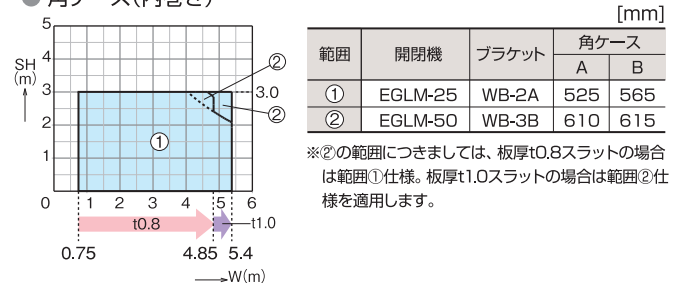 ● 角ケース(内巻き)
SH
(m)
5
4
3
2
1
0 1 2 3 4 5 6
②
3.0
②
①
t0.8
t1.0
0.75 4.85 5.4
W(m)
[mm]
範囲 開閉機 ブラケット 角ケース
A B
① EGLM-25 WB-2A 525 565
② EGLM-50 WB-3B 610 615
※②の範囲につきましては、板厚t0.8スラットの場合
は範囲①仕様。板厚t1.0スラットの場合は範囲②仕
様を適用します。